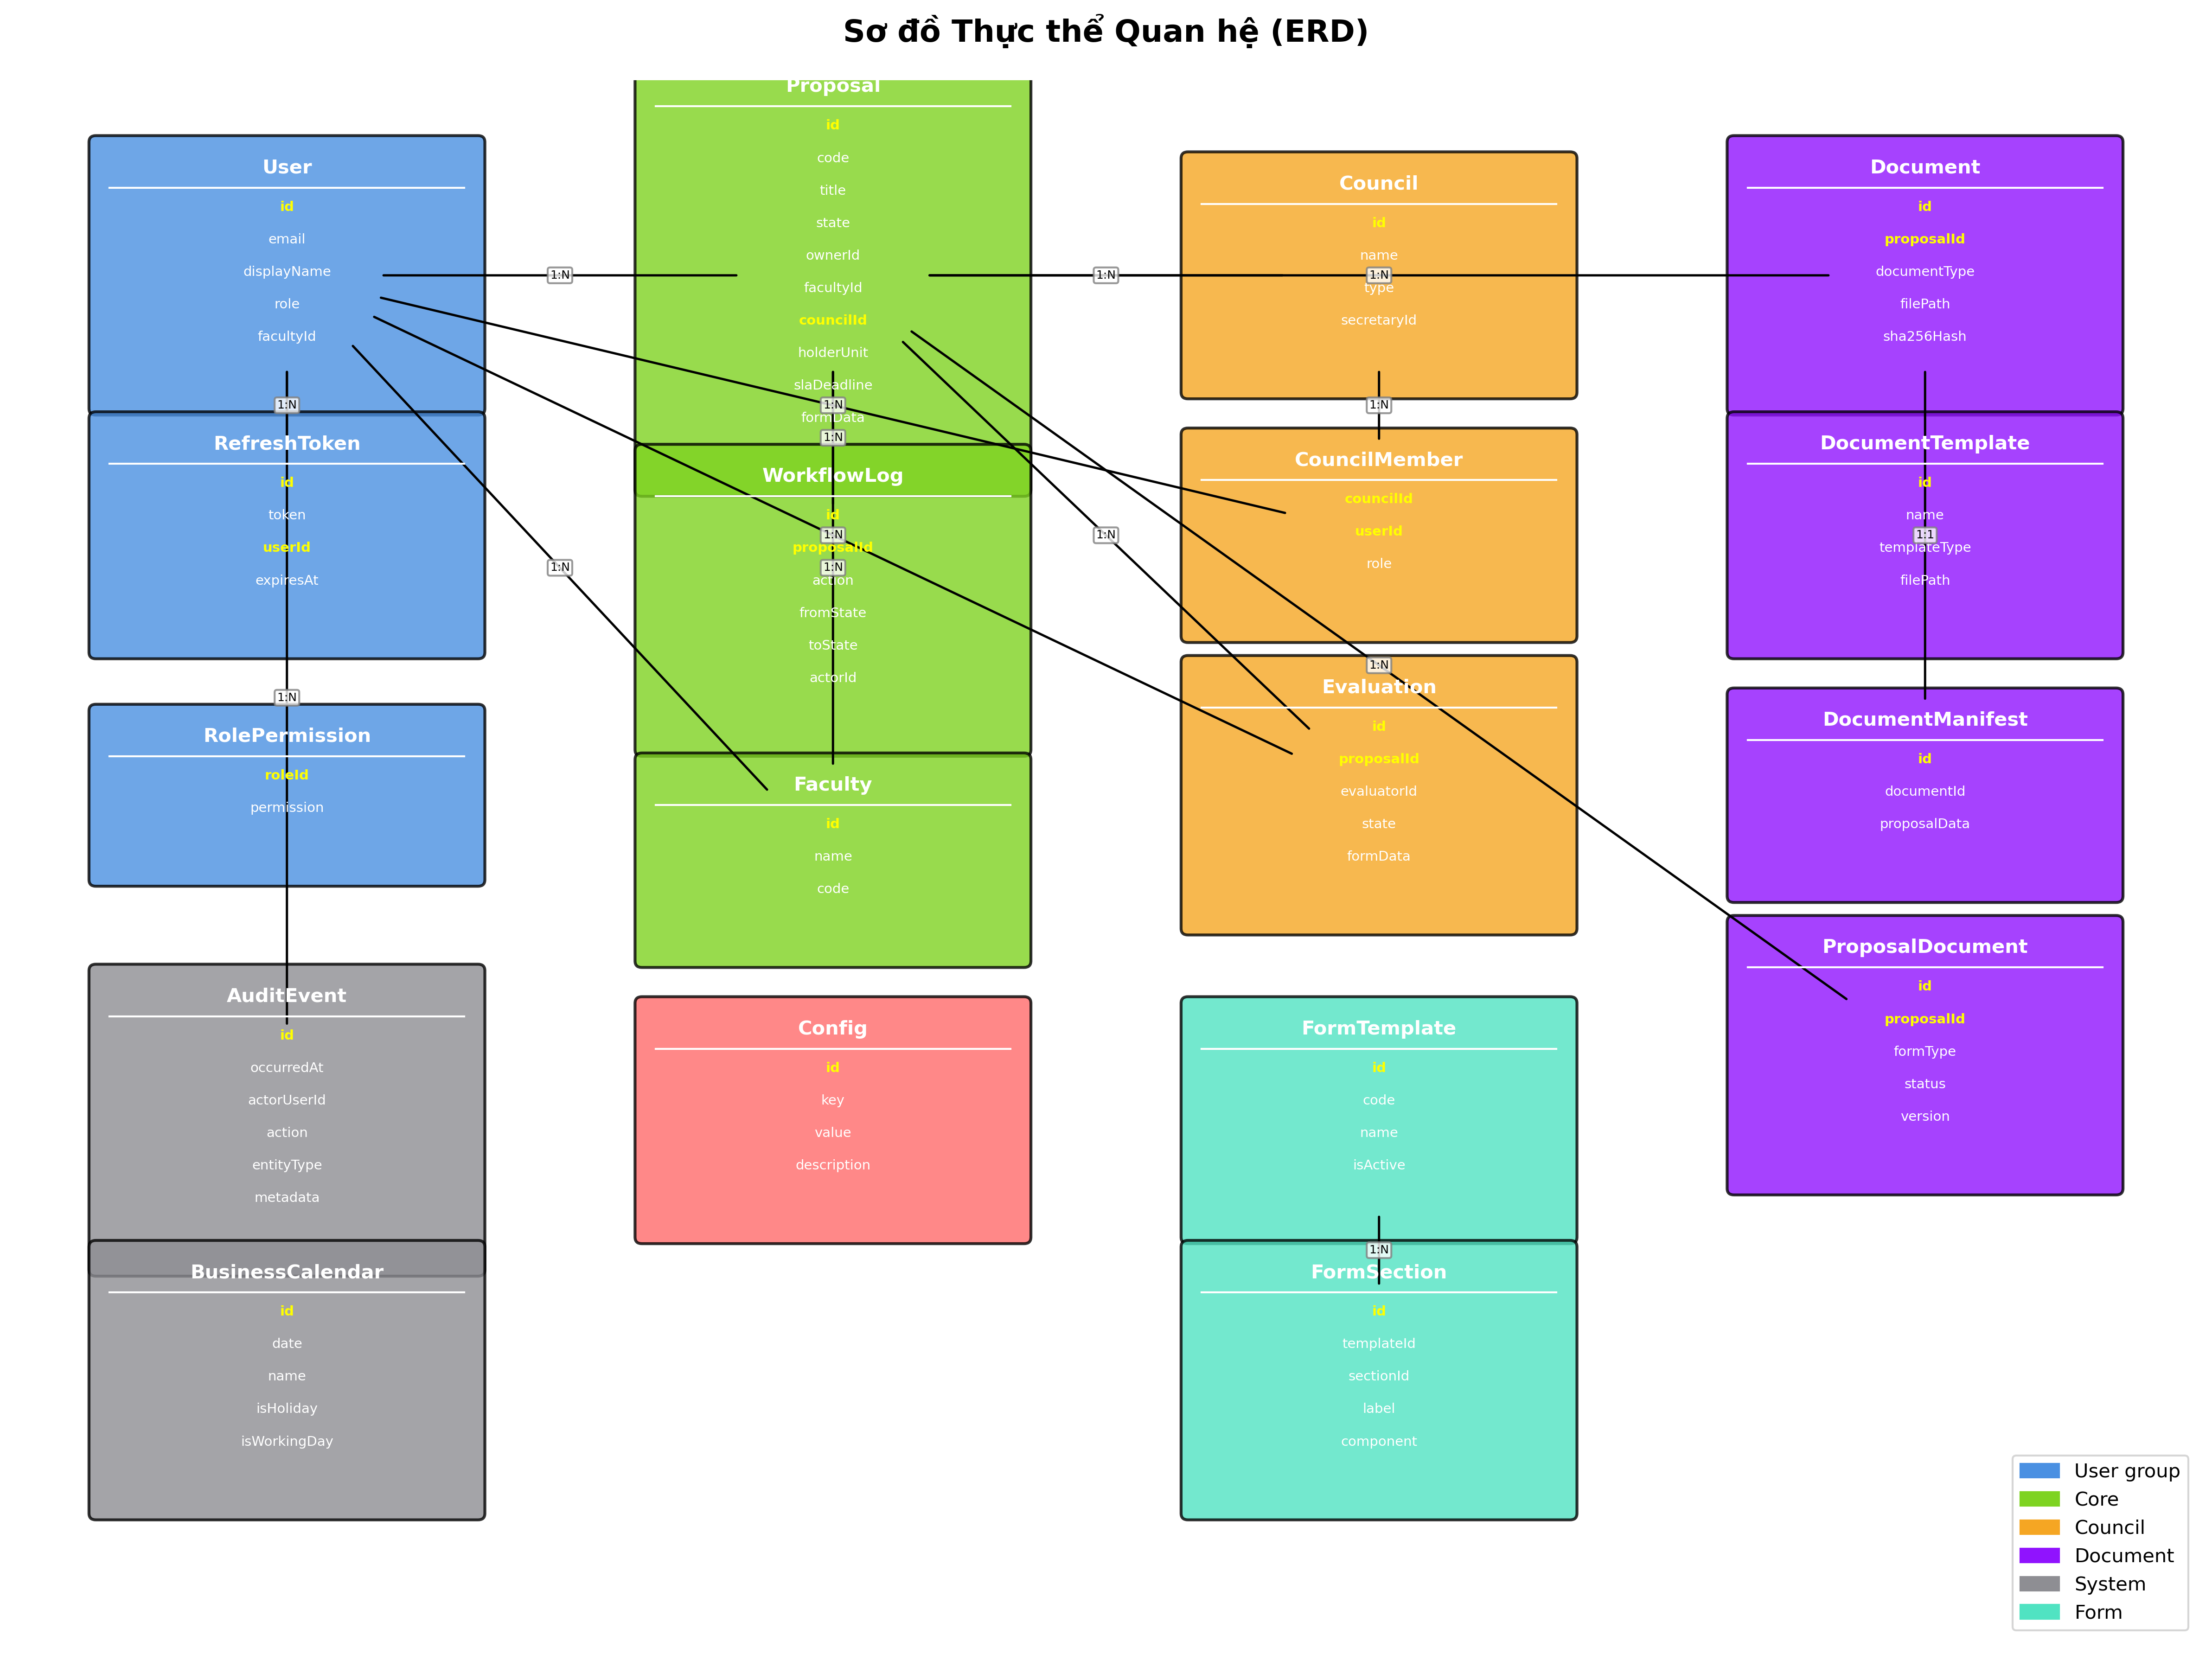 Sơ đồ Thực thể Quan hệ (ERD)
User
id
email
displayName
role
facultyId
1:N
RefreshToken
id
token
userId
expiresAt
1:N
RolePermission
roleId
permission
AuditEvent
id
occurredAt
actorUserId
action
entityType
metadata
BusinessCalendar
id
date
name
isHoliday
isWorkingDay
1:N
1:N
Proposal
id
code
title
state
ownerId
facultyId
councilId
holderUnit
slaDeadline
1:N
formData
1:N
WorkflowLog
id
1:N
proposalId
1:N
action
fromState
toState
actorId
Faculty
id
name
code
Config
id
key
value
description
1:N
1:N
Council
id
name
1:N
type
secretaryId
1:N
CouncilMember
councilId
userId
role
1:N
Evaluation
id
proposalId
evaluatorId
state
formData
FormTemplate
id
code
name
isActive
1:N
FormSection
id
templateId
sectionId
label
component
Document
id
proposalId
documentType
filePath
sha256Hash
DocumentTemplate
id
name
1:1
templateType
filePath
DocumentManifest
id
documentId
proposalData
ProposalDocument
id
proposalId
formType
status
version
User group
Core
Council
Document
System
Form